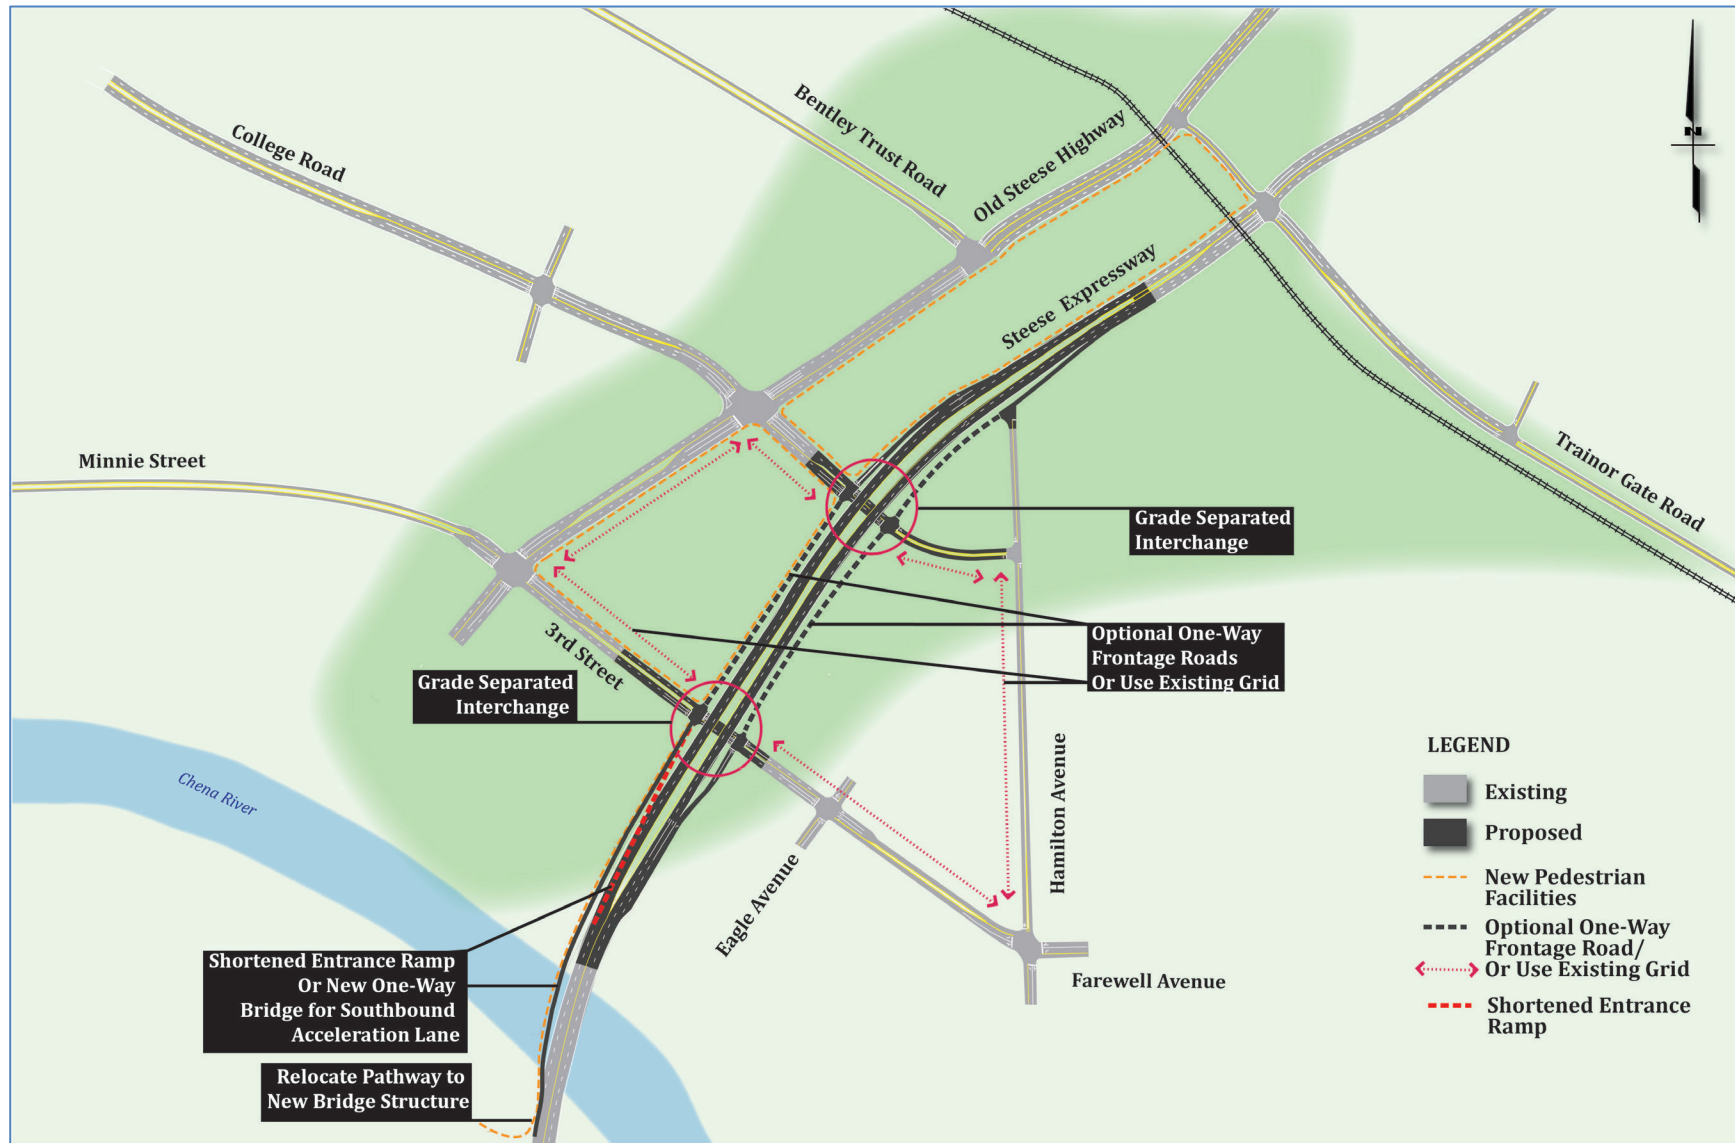 Bentley Trust Road
Old Steese Highway
College Road
N
Steese Expressway
Minnie Street
Trainor Gate Road
Grade Separated
Interchange
3rd Street
Optional One-Way
Frontage Roads
Or Use Existing Grid
Grade Separated
Interchange
Chena River
Hamilton Avenue
Eagle Avenue
Farewell Avenue
Shortened Entrance Ramp
Or New One-Way
Bridge for Southbound
Acceleration Lane
Relocate Pathway to
New Bridge Structure
LEGEND
Existing
Proposed
New Pedestrian
Facilities
Optional One-Way
Frontage Road/
Or Use Existing Grid
Shortened Entrance
Ramp